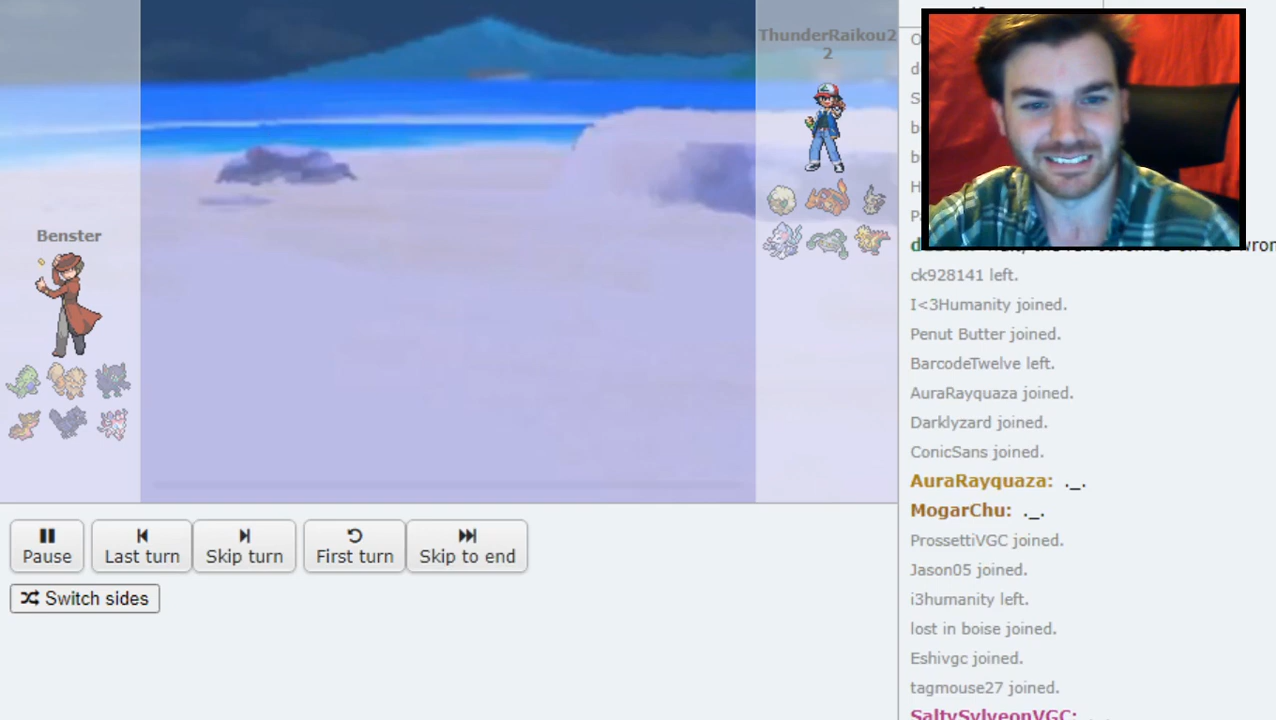 ThunderRaikou2
2
Benster
Pause
Last turn
Skip turn
First turn
Skip to end
Switch sides
ck928141 left.
I<3Humanity joined.
Penut Butter joined.
BarcodeTwelve left.
AuraRayquaza joined.
Darklyzard joined.
ConicSans joined.
AuraRayquaza: ._.
MogarChu: ._.
ProssettiVGC joined.
Jason05 joined.
i3humanity left.
lost in boise joined.
Eshivgc joined.
tagmouse27 joined.
SaltySylveonVGC: